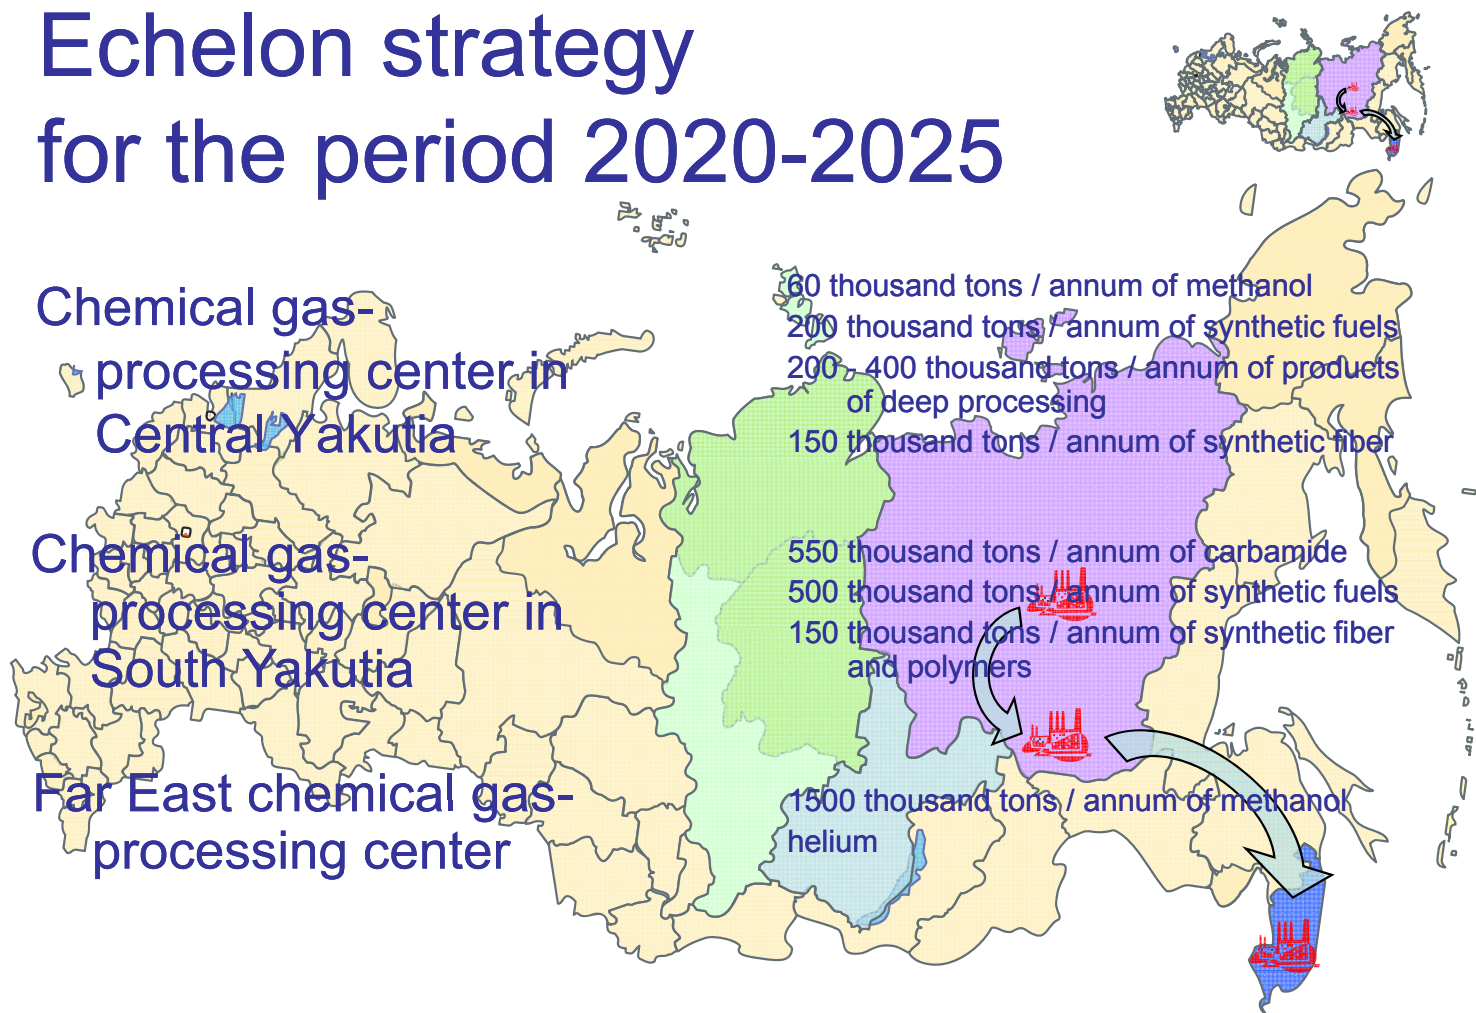 Echelon strategy
for the period 2020-2025
Chemical gas-
processing center in
Central Yakutia
60 thousand tons / annum of methanol
200 thousand tons / annum of synthetic fuels
200 - 400 thousand tons / annum of products
of deep processing
150 thousand tons / annum of synthetic fiber
Chemical gas-
processing center in
South Yakutia
550 thousand tons / annum of carbamide
500 thousand tons / annum of synthetic fuels
150 thousand tons / annum of synthetic fiber
and polymers
Far East chemical gas-
processing center
1500 thousand tons / annum of methanol
helium